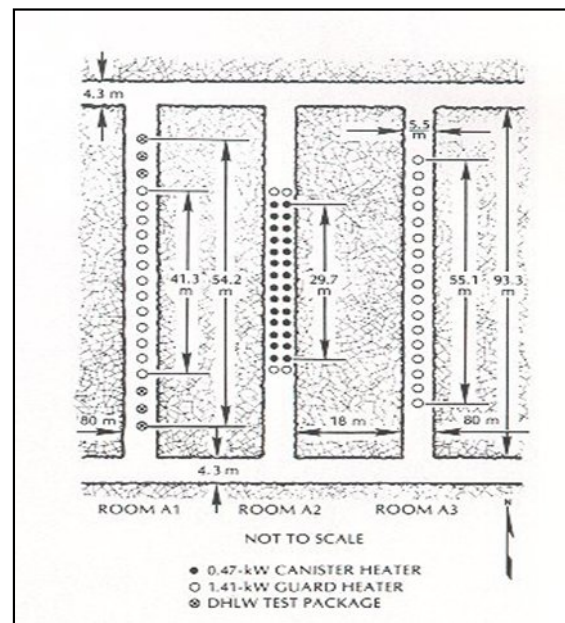 4.3 m
5.5
m
41.3
m
54.2
m
29.7
m
55.1
m
93.3
m
80 m
18 m
80 m
4.3 m
N
ROOM A1 ROOM A2 ROOM A3
NOT TO SCALE
● 0.47-kW CANISTER HEATER
○ 1.41-kW GUARD HEATER
⊗ DHLW TEST PACKAGE